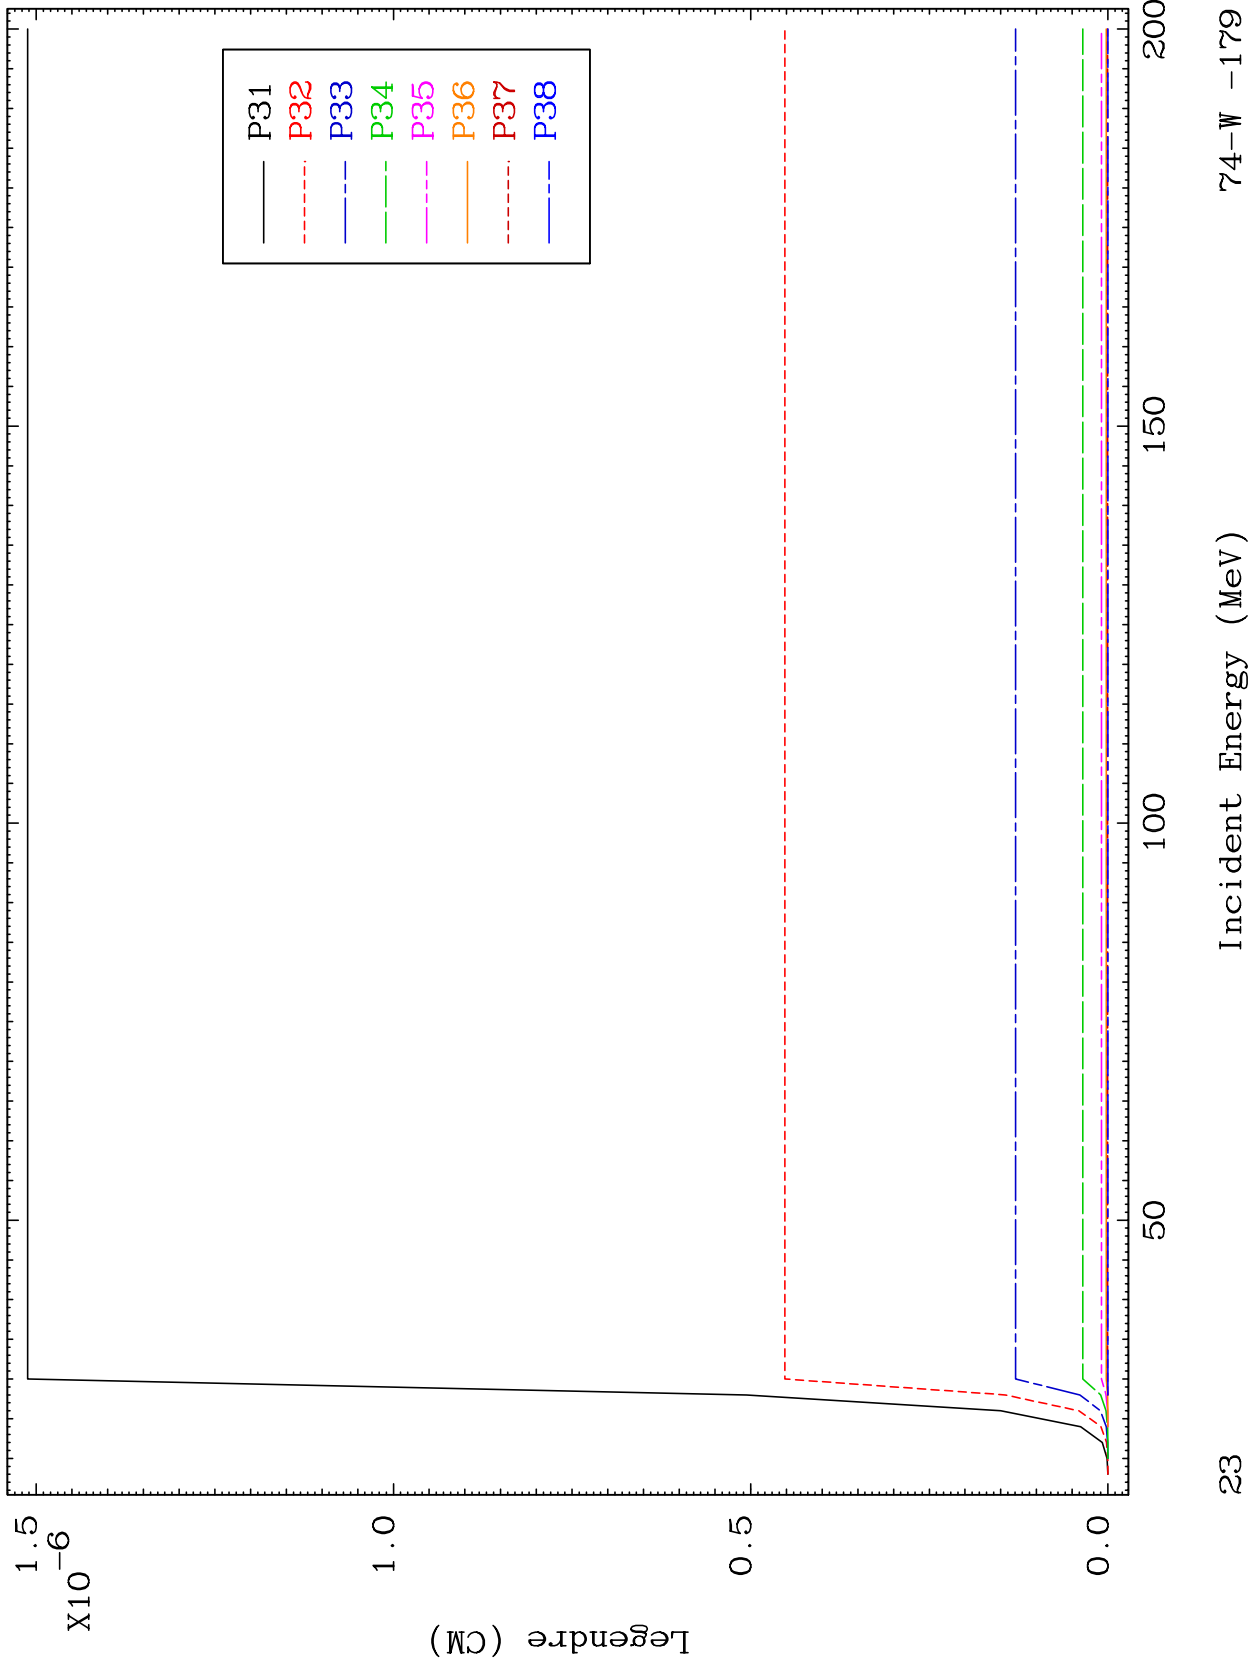 1.5
X10⁻⁶
1.0
0.5
0.0
Legendre (CM)
P31
P32
P33
P34
P35
P36
P37
P38
50
100
150
200
23
Incident Energy (MeV)
74-W -179